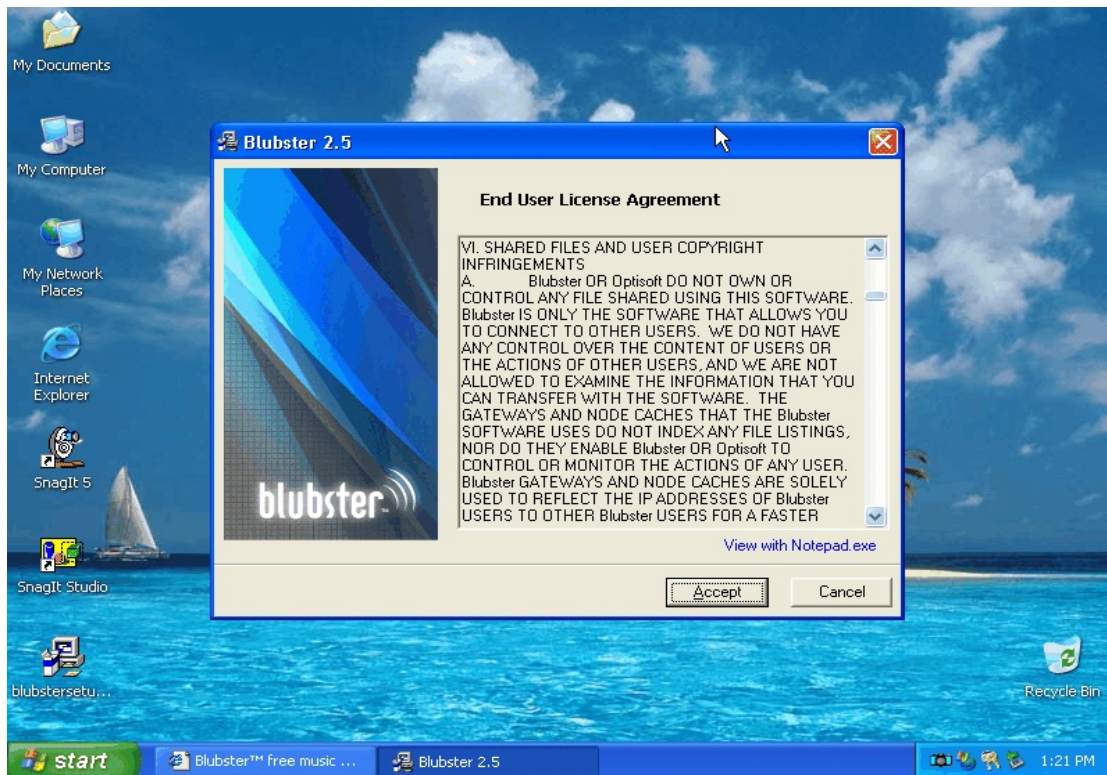 My Documents
My Computer
My Network
Places
Internet
Explorer
SnagIt 5
SnagIt Studio
blubstersetu...
Blubster 2.5
End User License Agreement
VI. SHARED FILES AND USER COPYRIGHT
INFRINGEMENTS
A. Blubster OR Optisoft DO NOT OWN OR
CONTROL ANY FILE SHARED USING THIS SOFTWARE.
Blubster IS ONLY THE SOFTWARE THAT ALLOWS YOU
TO CONNECT TO OTHER USERS. WE DO NOT HAVE
ANY CONTROL OVER THE CONTENT OF USERS OR
THE ACTIONS OF OTHER USERS, AND WE ARE NOT
ALLOWED TO EXAMINE THE INFORMATION THAT YOU
CAN TRANSFER WITH THE SOFTWARE. THE
GATEWAYS AND NODE CACHES THAT THE Blubster
SOFTWARE USES DO NOT INDEX ANY FILE LISTINGS,
NOR DO THEY ENABLE Blubster OR Optisoft TO
CONTROL OR MONITOR THE ACTIONS OF ANY USER.
Blubster GATEWAYS AND NODE CACHES ARE SOLELY
USED TO REFLECT THE IP ADDRESSES OF Blubster
USERS TO OTHER Blubster USERS FOR A FASTER
blubster
View with Notepad.exe
Accept
Cancel
Recycle Bin
start
Blubster™ free music ...
Blubster 2.5
1:21 PM